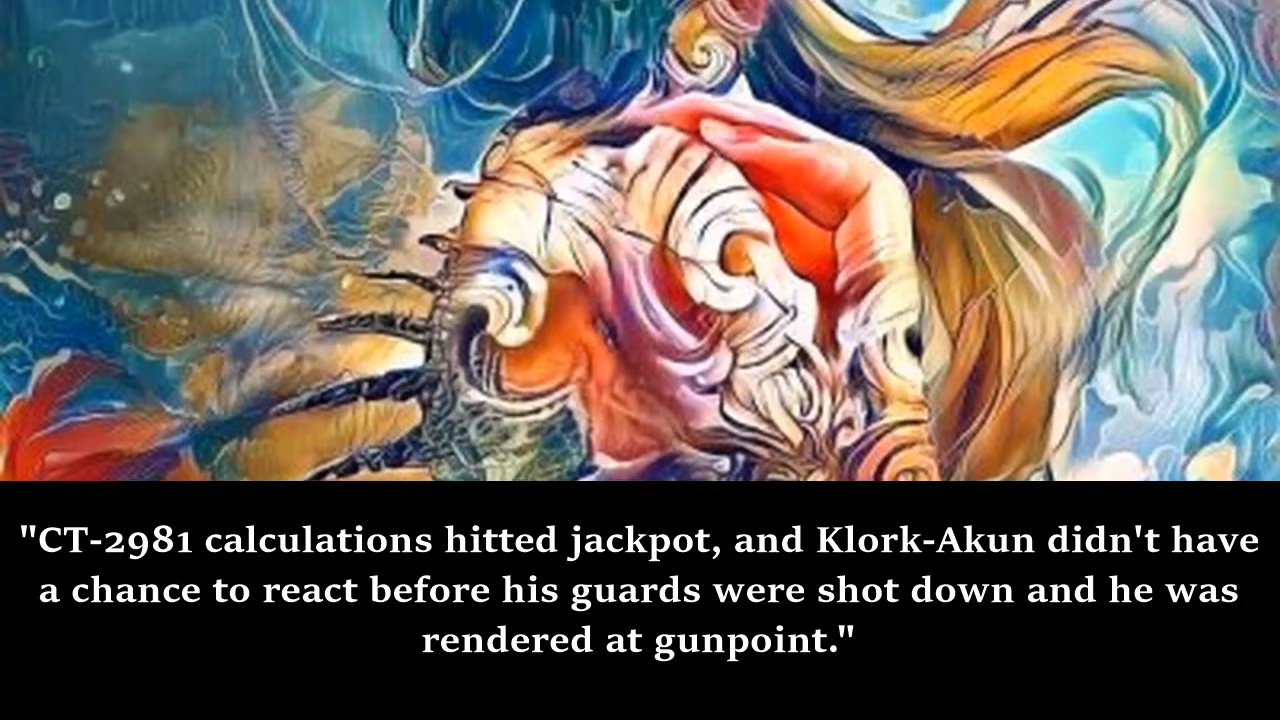 "CT-2981 calculations hitted jackpot, and Klork-Akun didn't have
a chance to react before his guards were shot down and he was
rendered at gunpoint."